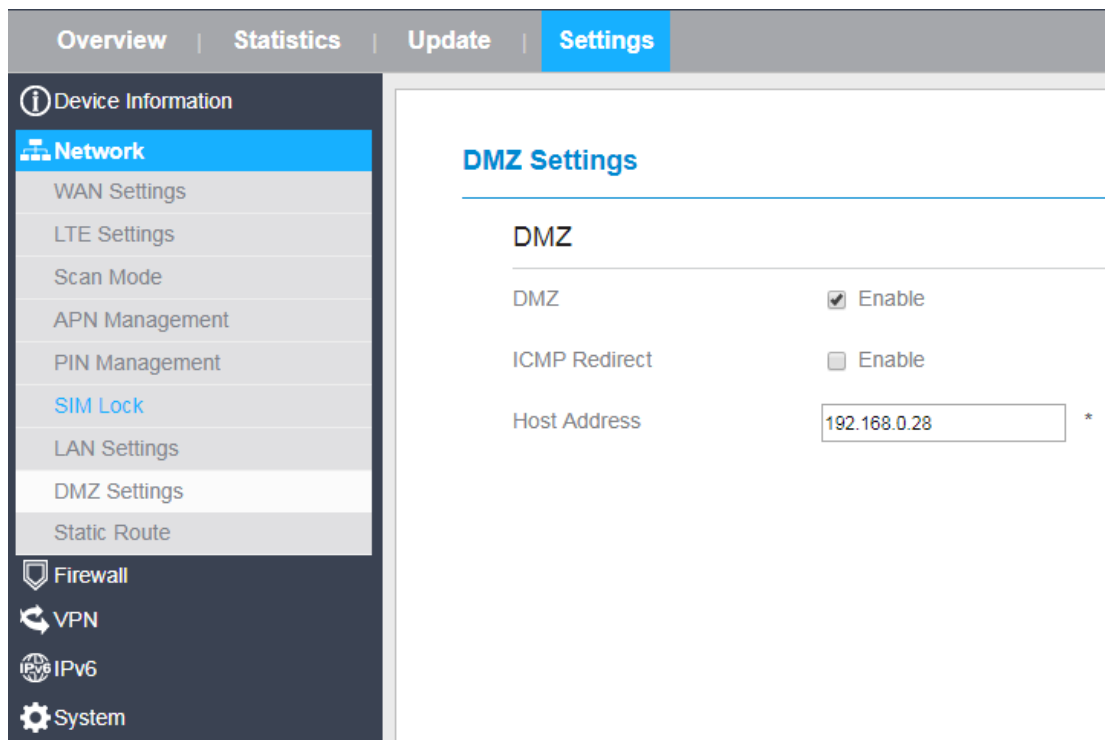 Overview | Statistics | Update | Settings
Device Information
Network
WAN Settings
LTE Settings
Scan Mode
APN Management
PIN Management
SIM Lock
LAN Settings
DMZ Settings
Static Route
Firewall
VPN
IPv6 IPv6
System
DMZ Settings
DMZ
DMZ Enable
ICMP Redirect Enable
Host Address 192.168.0.28 *